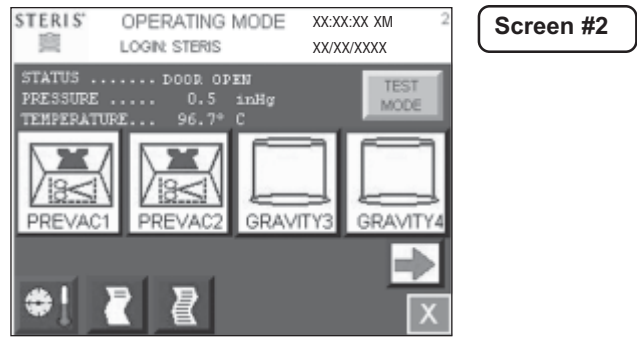 STERIS OPERATING MODE XX:XX:XX XM 2
LOGIN: STERIS XX/XX/XXXX
STATUS ....... DOOR OPEN
PRESSURE ..... 0.5 inHg
TEMPERATURE... 96.7° C
TEST
MODE
PREVAC1 PREVAC2 GRAVITY3 GRAVITY4
X
Screen #2